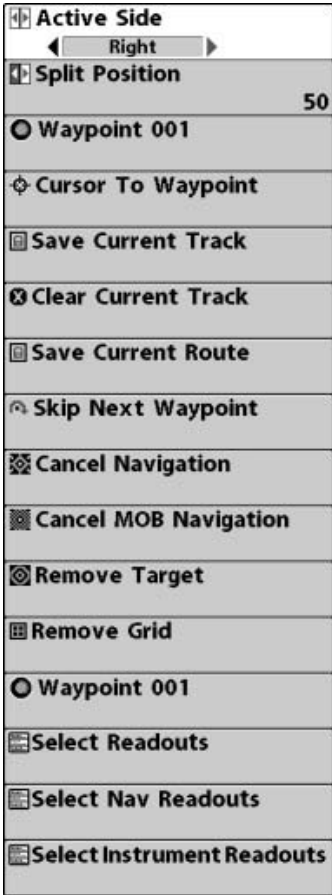 Active Side
Right
Split Position
50
Waypoint 001
Cursor To Waypoint
Save Current Track
Clear Current Track
Save Current Route
Skip Next Waypoint
Cancel Navigation
Cancel MOB Navigation
Remove Target
Remove Grid
Waypoint 001
Select Readouts
Select Nav Readouts
Select Instrument Readouts